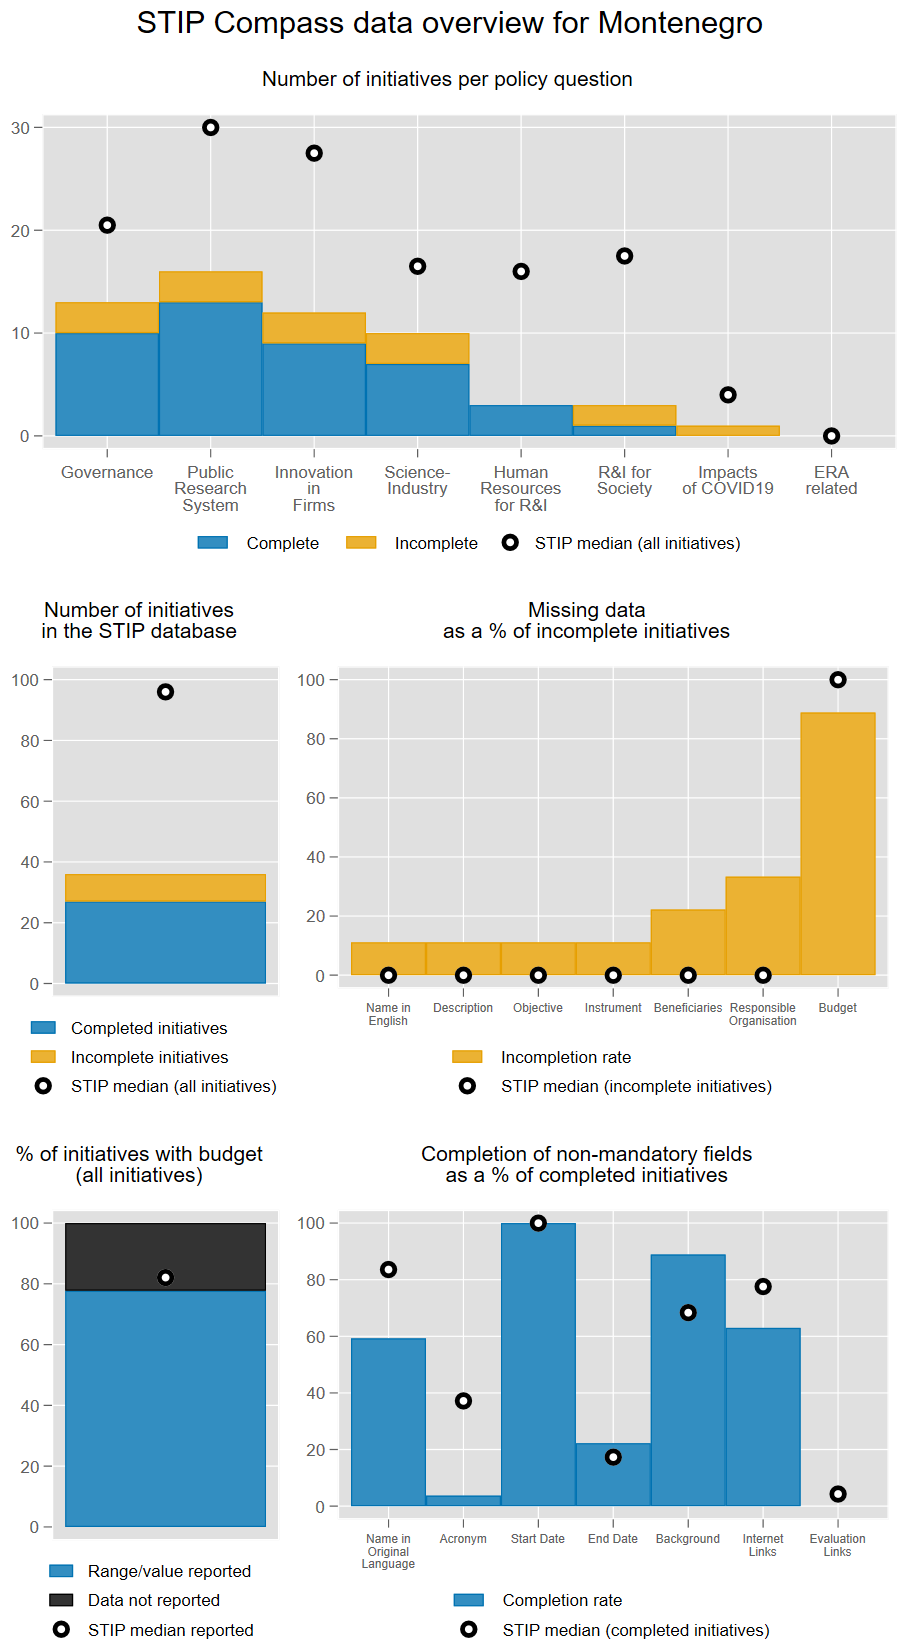 STIP Compass data overview for Montenegro
Number of initiatives per policy question
30
20
10
0
Governance
Public
Research
System
Innovation
in
Firms
Science-
Industry
Human
Resources
for R&I
R&I for
Society
Impacts
of COVID19
ERA
related
Complete
Incomplete
STIP median (all initiatives)
Number of initiatives
in the STIP database
100
80
60
40
20
0
Completed initiatives
Incomplete initiatives
STIP median (all initiatives)
Missing data
as a % of incomplete initiatives
100
80
60
40
20
0
Name in
English
Description
Objective
Instrument
Beneficiaries
Responsible
Organisation
Budget
Incompletion rate
STIP median (incomplete initiatives)
% of initiatives with budget
(all initiatives)
100
80
60
40
20
0
Range/value reported
Data not reported
STIP median reported
Completion of non-mandatory fields
as a % of completed initiatives
100
80
60
40
20
0
Name in
Original
Language
Acronym
Start Date
End Date
Background
Internet
Links
Evaluation
Links
Completion rate
STIP median (completed initiatives)